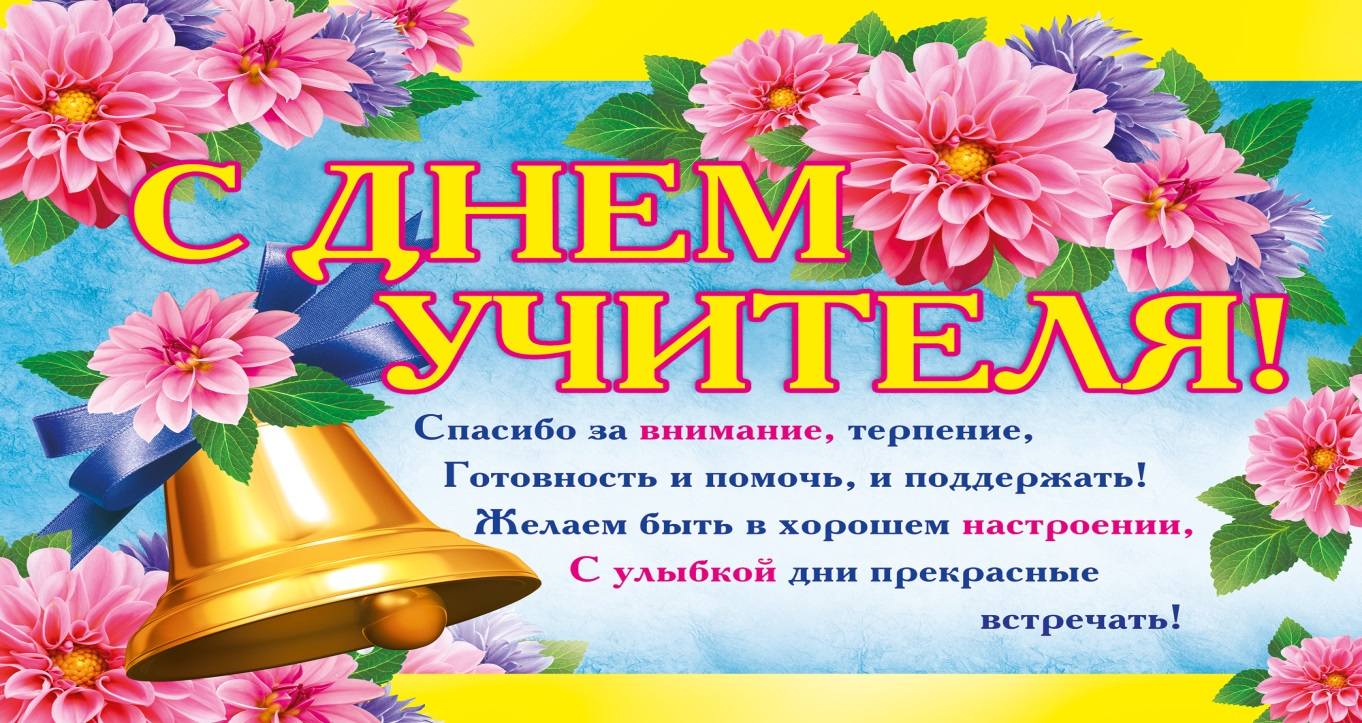 С ДНЕМ
УЧИТЕЛЯ!
Спасибо за внимание, терпение,
Готовность и помочь, и поддержать!
Желаем быть в хорошем настроении,
С улыбкой дни прекрасные
встречать!